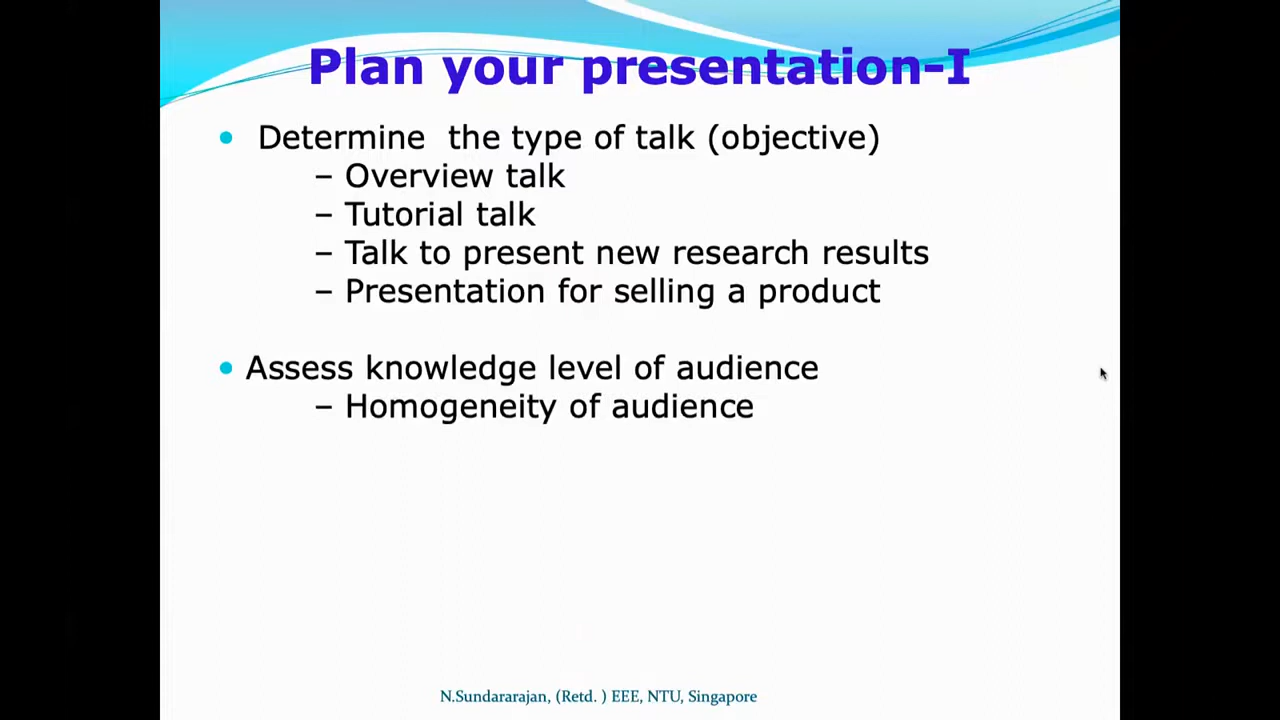 Plan your presentation-I
• Determine the type of talk (objective)
– Overview talk
– Tutorial talk
– Talk to present new research results
– Presentation for selling a product
• Assess knowledge level of audience
– Homogeneity of audience
N.Sundararajan, (Retd. ) EEE, NTU, Singapore